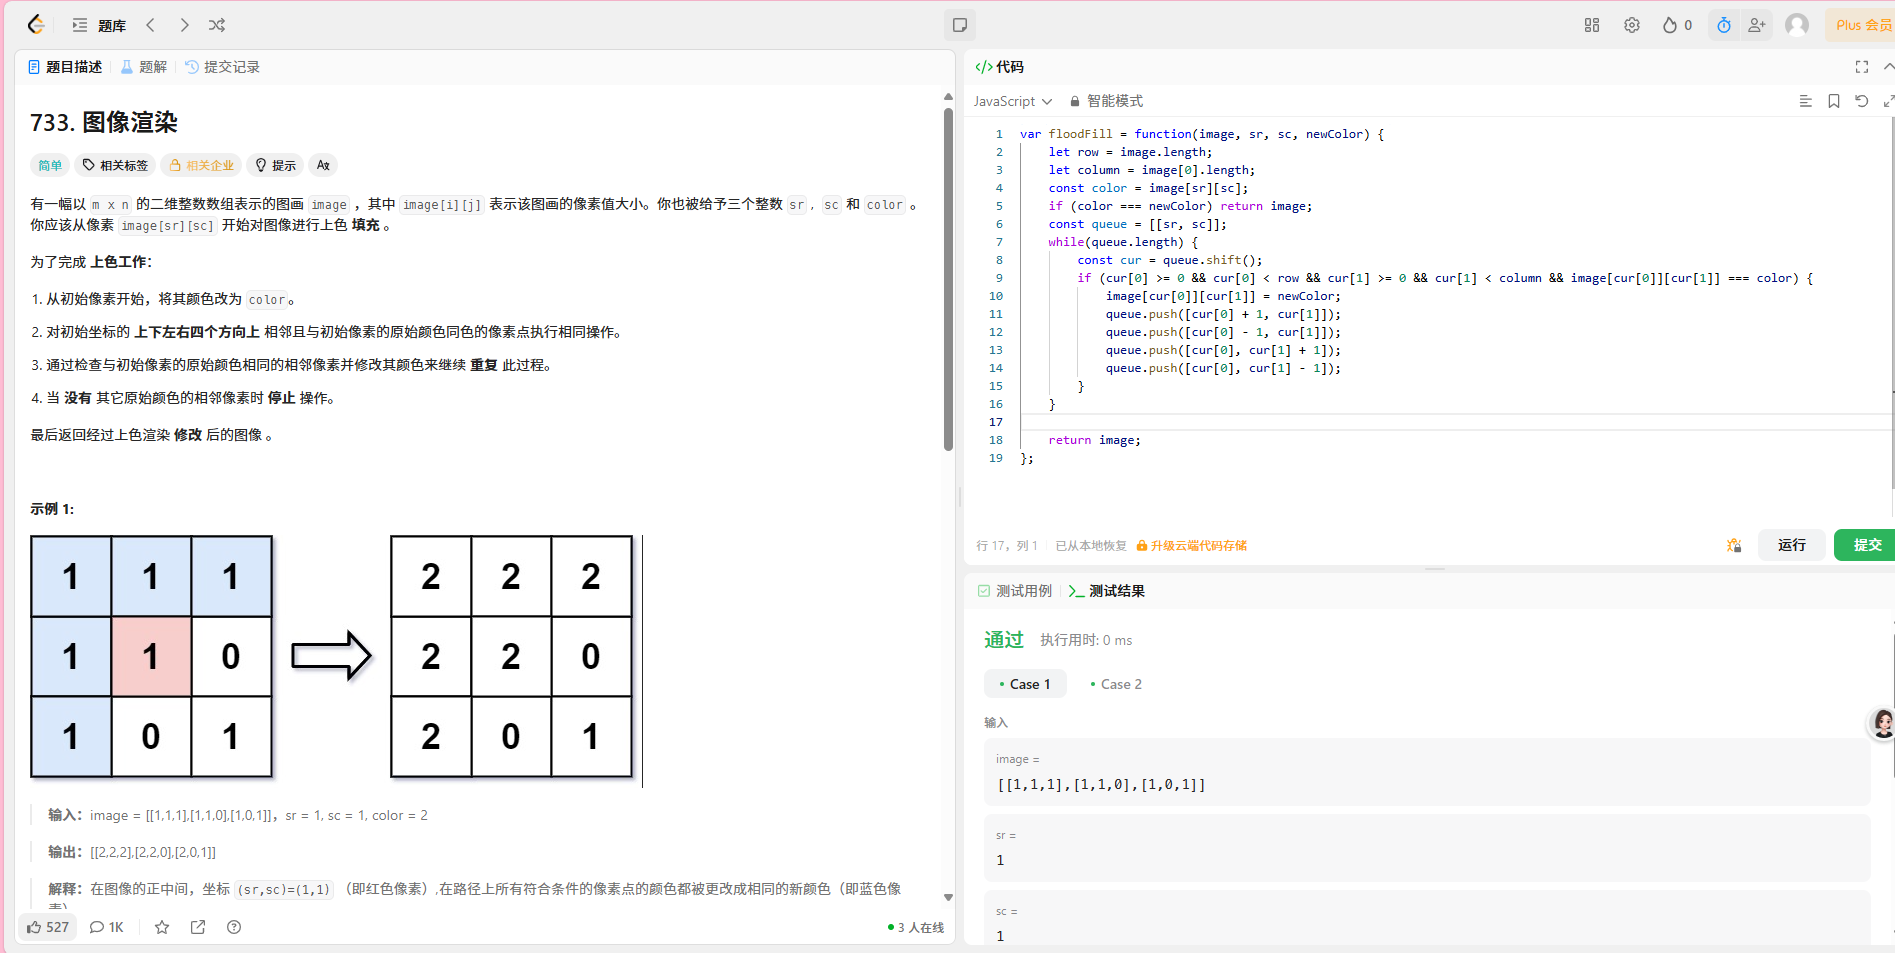 题库
0
Plus 会员
题目描述 题解 提交记录
733. 图像渲染
简单 相关标签 相关企业 提示
有一幅以 m x n 的二维整数数组表示的图画 image ，其中 image[i][j] 表示该图画的像素值大小。你也被给予三个整数 sr , sc 和 color 。
你应该从像素 image[sr][sc] 开始对图像进行上色 填充 。
为了完成 上色工作：
1. 从初始像素开始，将其颜色改为 color。
2. 对初始坐标的 上下左右四个方向上 相邻且与初始像素的原始颜色同色的像素点执行相同操作。
3. 通过检查与初始像素的原始颜色相同的相邻像素并修改其颜色来继续 重复 此过程。
4. 当 没有 其它原始颜色的相邻像素时 停止 操作。
最后返回经过上色渲染 修改 后的图像 。
示例 1:
1 1 1 2 2 2
1 1 0 2 2 0
1 0 1 2 0 1
输入：image = [[1,1,1],[1,1,0],[1,0,1]]，sr = 1, sc = 1, color = 2
输出：[[2,2,2],[2,2,0],[2,0,1]]
解释：在图像的正中间，坐标 (sr,sc)=(1,1) （即红色像素）,在路径上所有符合条件的像素点的颜色都被更改成相同的新颜色（即蓝色像
527 1K
3 人在线
</> 代码
JavaScript 智能模式
1 var floodFill = function(image, sr, sc, newColor) {
2 let row = image.length;
3 let column = image[0].length;
4 const color = image[sr][sc];
5 if (color === newColor) return image;
6 const queue = [[sr, sc]];
7 while(queue.length) {
8 const cur = queue.shift();
9 if (cur[0] >= 0 && cur[0] < row && cur[1] >= 0 && cur[1] < column && image[cur[0]][cur[1]] === color) {
10 image[cur[0]][cur[1]] = newColor;
11 queue.push([cur[0] + 1, cur[1]]);
12 queue.push([cur[0] - 1, cur[1]]);
13 queue.push([cur[0], cur[1] + 1]);
14 queue.push([cur[0], cur[1] - 1]);
15 }
16 }
17
18 return image;
19 };
行 17，列 1 已从本地恢复 升级云端代码存储
运行 提交
测试用例 测试结果
通过 执行用时: 0 ms
Case 1 Case 2
输入
image =
[[1,1,1],[1,1,0],[1,0,1]]
sr =
1
sc =
1